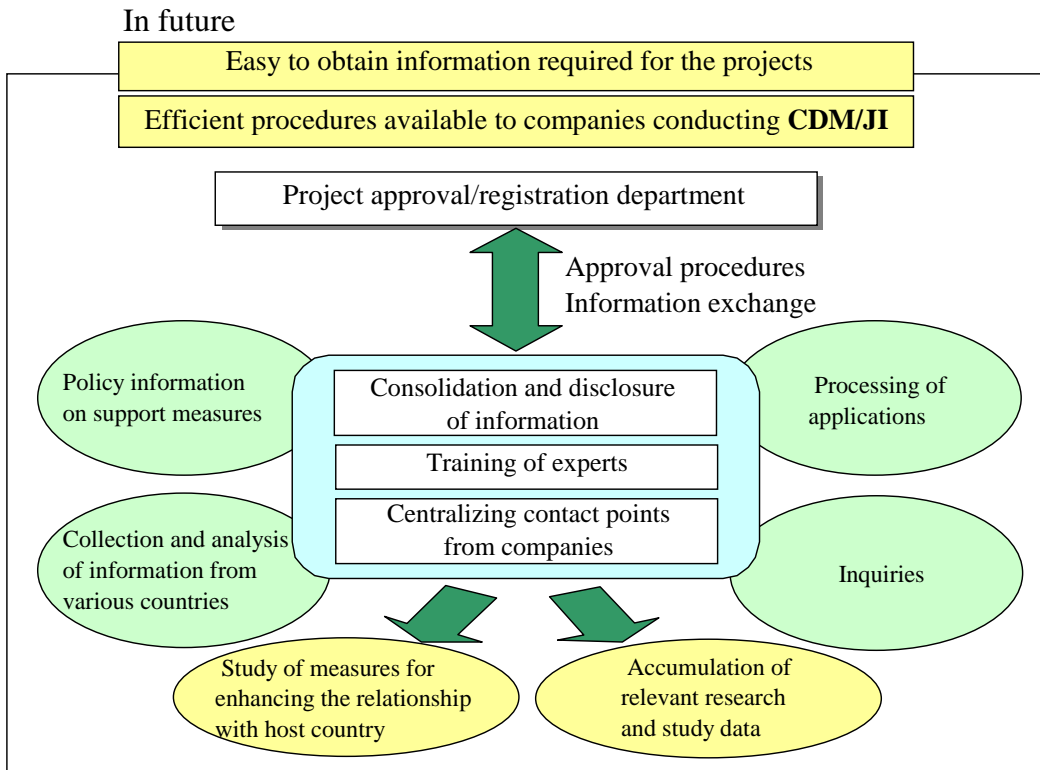 In future
Easy to obtain information required for the projects
Efficient procedures available to companies conducting CDM/JI
Project approval/registration department
Approval procedures
Information exchange
Policy information
on support measures
Consolidation and disclosure
of information
Training of experts
Centralizing contact points
from companies
Processing of
applications
Collection and analysis
of information from
various countries
Inquiries
Study of measures for
enhancing the relationship
with host country
Accumulation of
relevant research
and study data